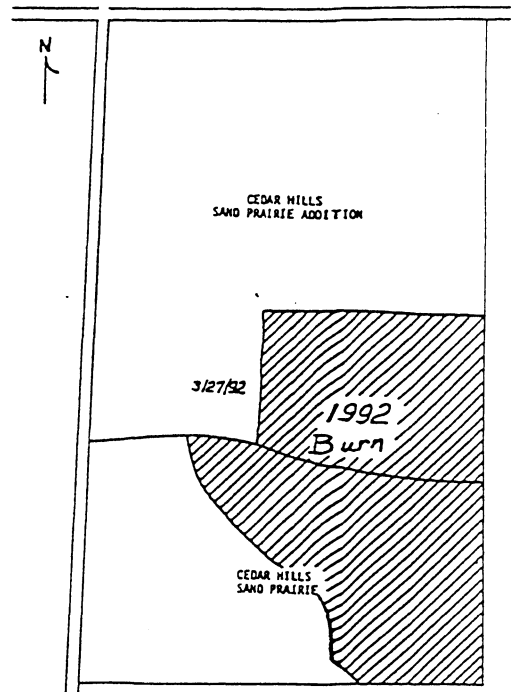 N
CEDAR HILLS
SAND PRAIRIE ADDITION
3/27/92
1992
Burn
CEDAR HILLS
SAND PRAIRIE